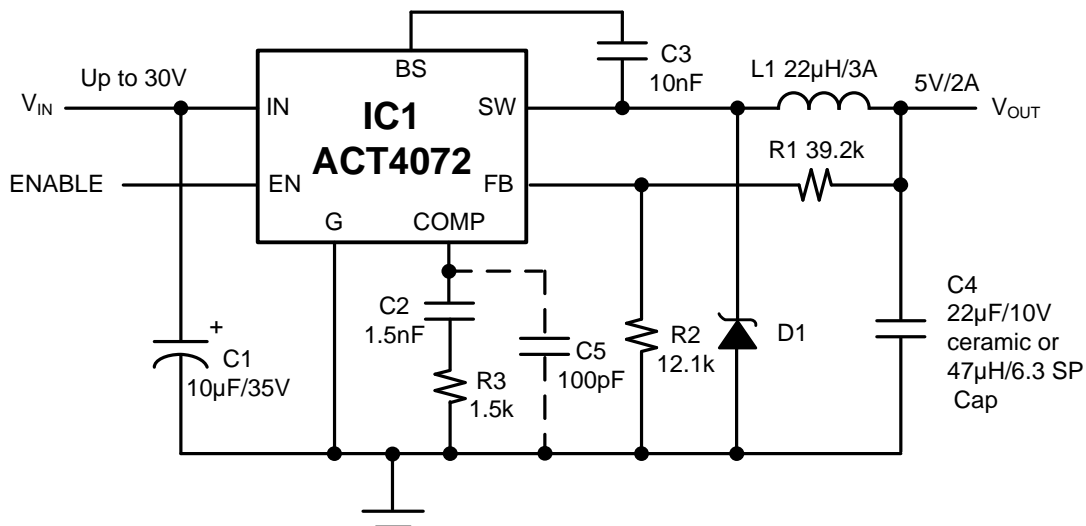 Up to 30V
VIN
ENABLE
BS
IN
IC1
ACT4072
SW
EN
FB
G
COMP
C3
10nF
L1 22µH/3A
5V/2A
VOUT
R1 39.2k
+
C1
10µF/35V
C2
1.5nF
R3
1.5k
C5
100pF
R2
12.1k
D1
C4
22µF/10V
ceramic or
47µH/6.3 SP
Cap